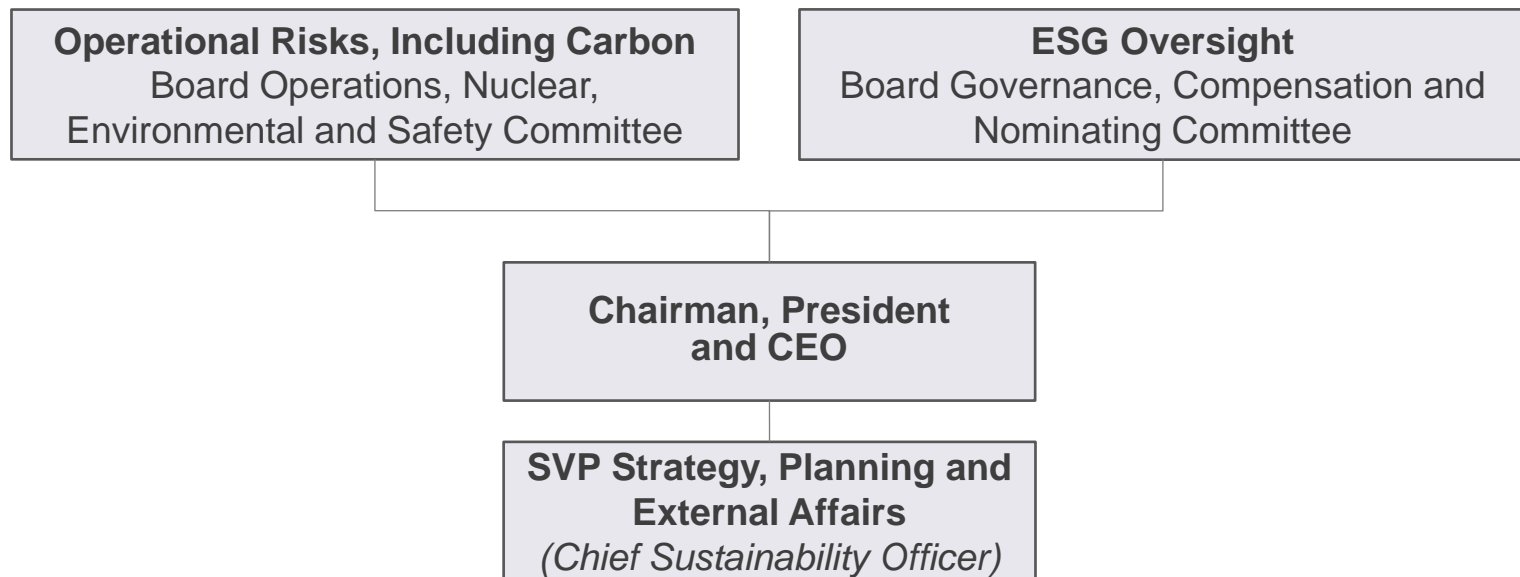 Operational Risks, Including Carbon
Board Operations, Nuclear,
Environmental and Safety Committee
ESG Oversight
Board Governance, Compensation and
Nominating Committee
Chairman, President
and CEO
SVP Strategy, Planning and
External Affairs
(Chief Sustainability Officer)